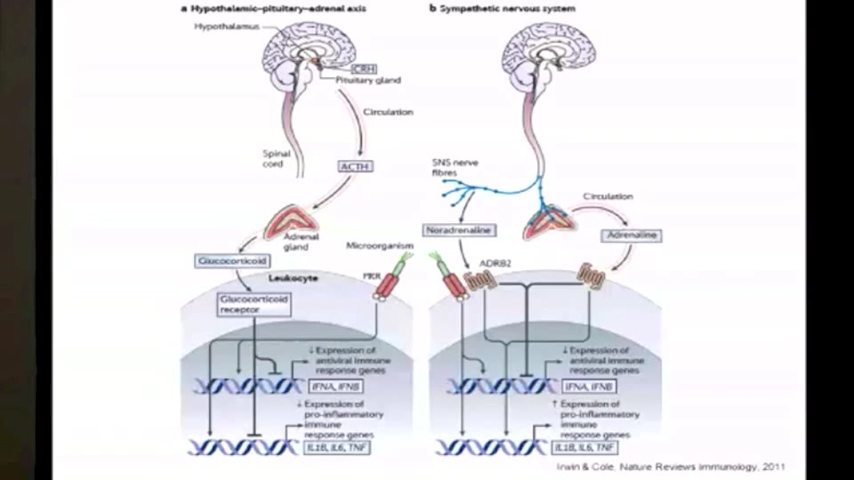 a Hypothalamic–pituitary–adrenal axis
Hypothalamus
CRH
Pituitary gland
Circulation
Spinal
cord
ACTH
Adrenal
gland
Glucocorticoid
Microorganism
Leukocyte
PRR
Glucocorticoid
receptor
↓ Expression of
antiviral immune
response genes
IFNA, IFNB
↓ Expression of
pro-inflammatory
immune
response genes
IL1B, IL6, TNF
b Sympathetic nervous system
SNS nerve
fibres
Circulation
Noradrenaline
Adrenaline
ADRB2
↓ Expression of
antiviral immune
response genes
IFNA, IFNB
↑ Expression of
pro-inflammatory
immune
response genes
IL1B, IL6, TNF
Irwin & Cole, Nature Reviews Immunology, 2011